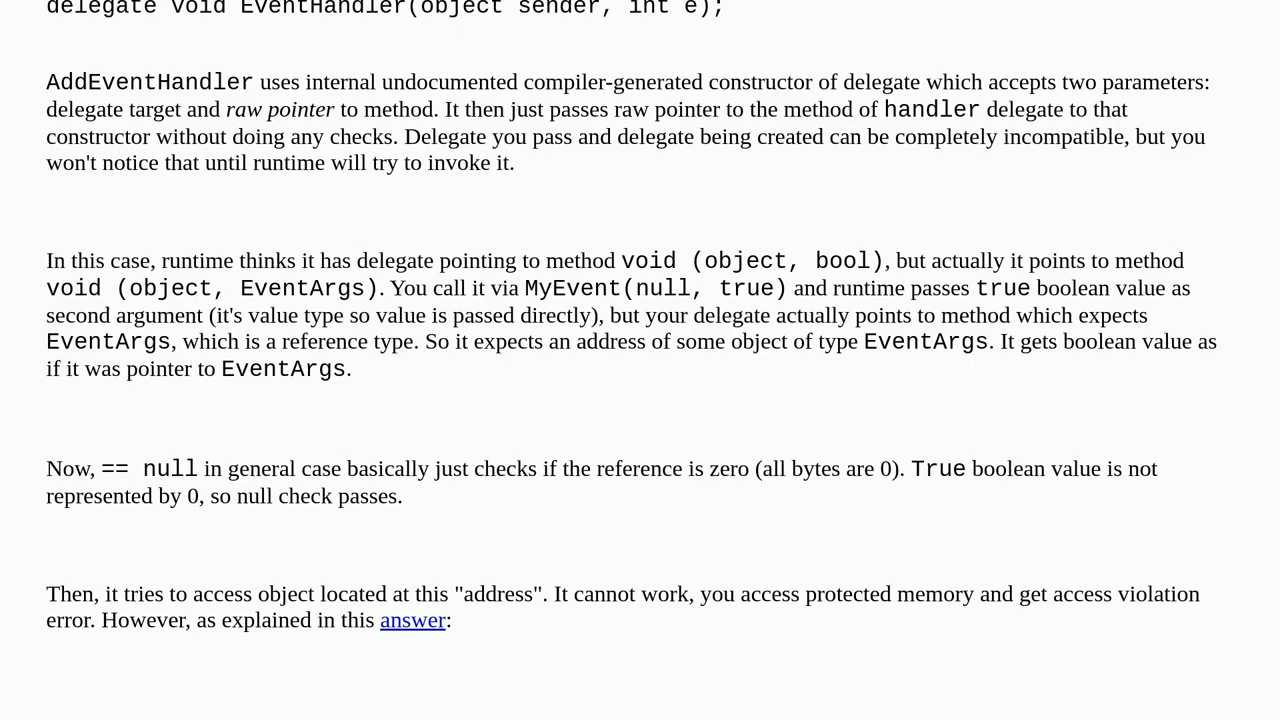 delegate void EventHandler(object sender, int e);
AddEventHandler uses internal undocumented compiler-generated constructor of delegate which accepts two parameters:
delegate target and raw pointer to method. It then just passes raw pointer to the method of handler delegate to that
constructor without doing any checks. Delegate you pass and delegate being created can be completely incompatible, but you
won't notice that until runtime will try to invoke it.
In this case, runtime thinks it has delegate pointing to method void (object, bool), but actually it points to method
void (object, EventArgs). You call it via MyEvent(null, true) and runtime passes true boolean value as
second argument (it's value type so value is passed directly), but your delegate actually points to method which expects
EventArgs, which is a reference type. So it expects an address of some object of type EventArgs. It gets boolean value as
if it was pointer to EventArgs.
Now, == null in general case basically just checks if the reference is zero (all bytes are 0). True boolean value is not
represented by 0, so null check passes.
Then, it tries to access object located at this "address". It cannot work, you access protected memory and get access violation
error. However, as explained in this answer: